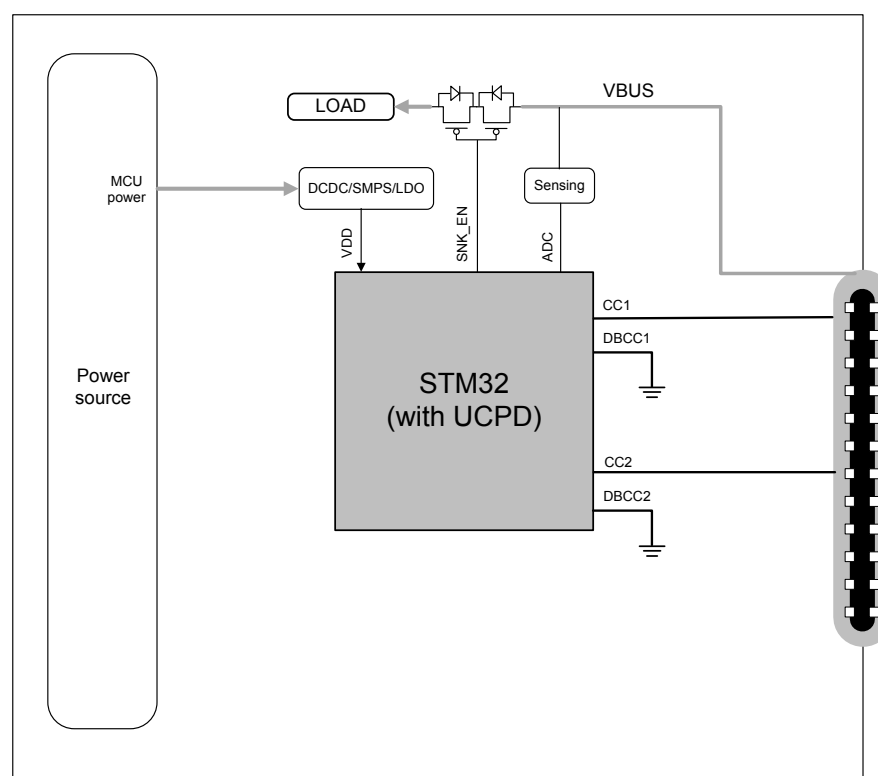 VBUS
LOAD
MCU
power
DCDC/SMPS/LDO
Sensing
VDD
SNK_EN
ADC
CC1
DBCC1
Power
source
STM32
(with UCPD)
CC2
DBCC2